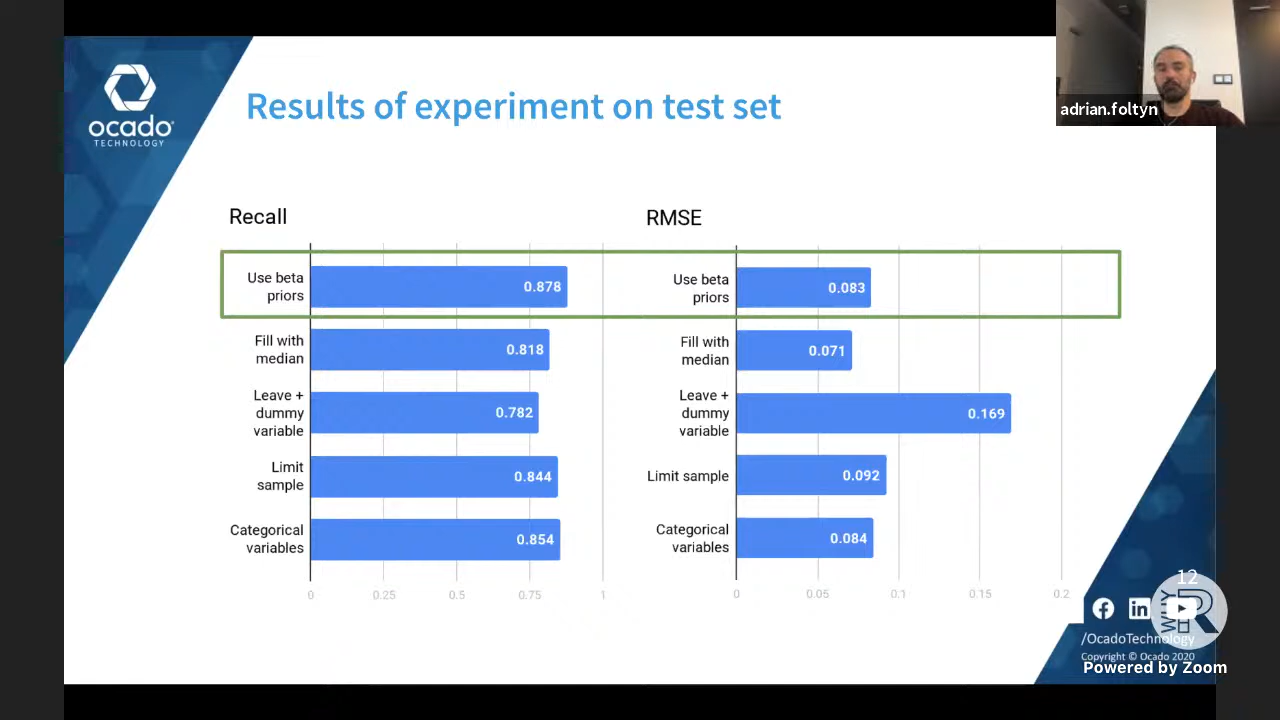 adrian.foltyn
ocado
TECHNOLOGY
Results of experiment on test set
Recall
Use beta
priors
0.878
Fill with
median
0.818
Leave +
dummy
variable
0.782
Limit
sample
0.844
Categorical
variables
0.854
0 0.25 0.5 0.75 1
RMSE
Use beta
priors
0.083
Fill with
median
0.071
Leave +
dummy
variable
0.169
Limit sample
0.092
Categorical
variables
0.084
0 0.05 0.1 0.15 0.2
12
WHY
R
/OcadoTechnology
Copyright © Ocado 2020
Powered by Zoom